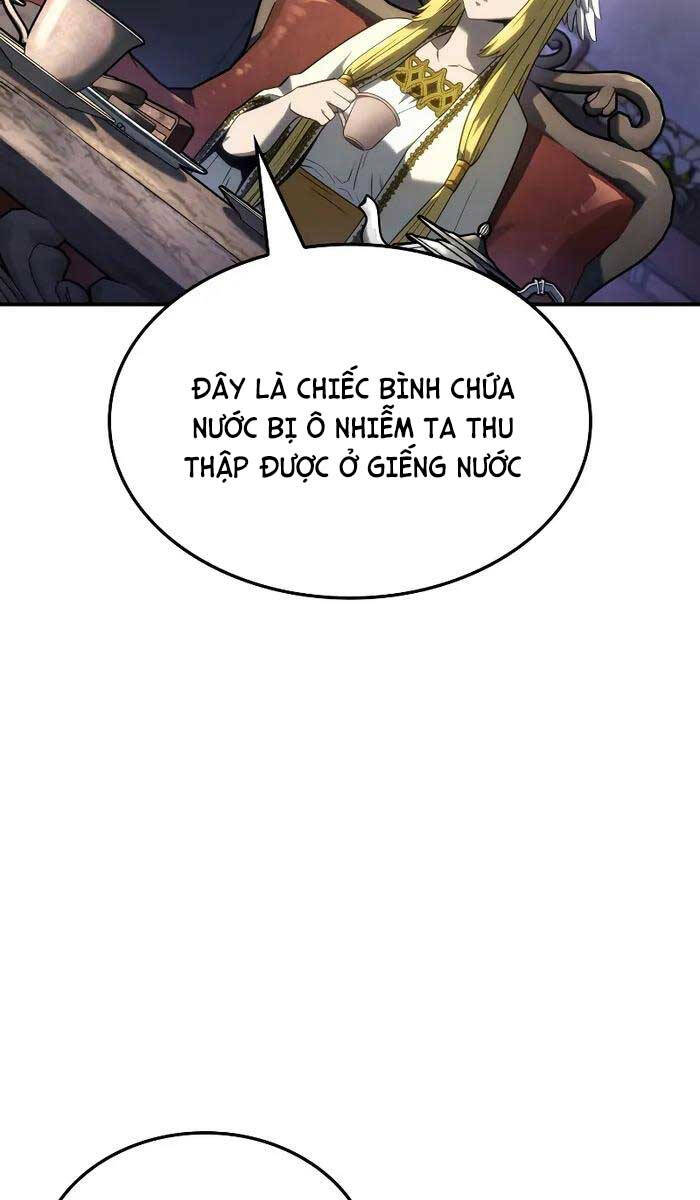 ĐÂY LÀ CHIẾC BÌNH CHỨA
NƯỚC BỊ Ô NHIỄM TA THU
THẬP ĐƯỢC Ở GIẾNG NƯỚC